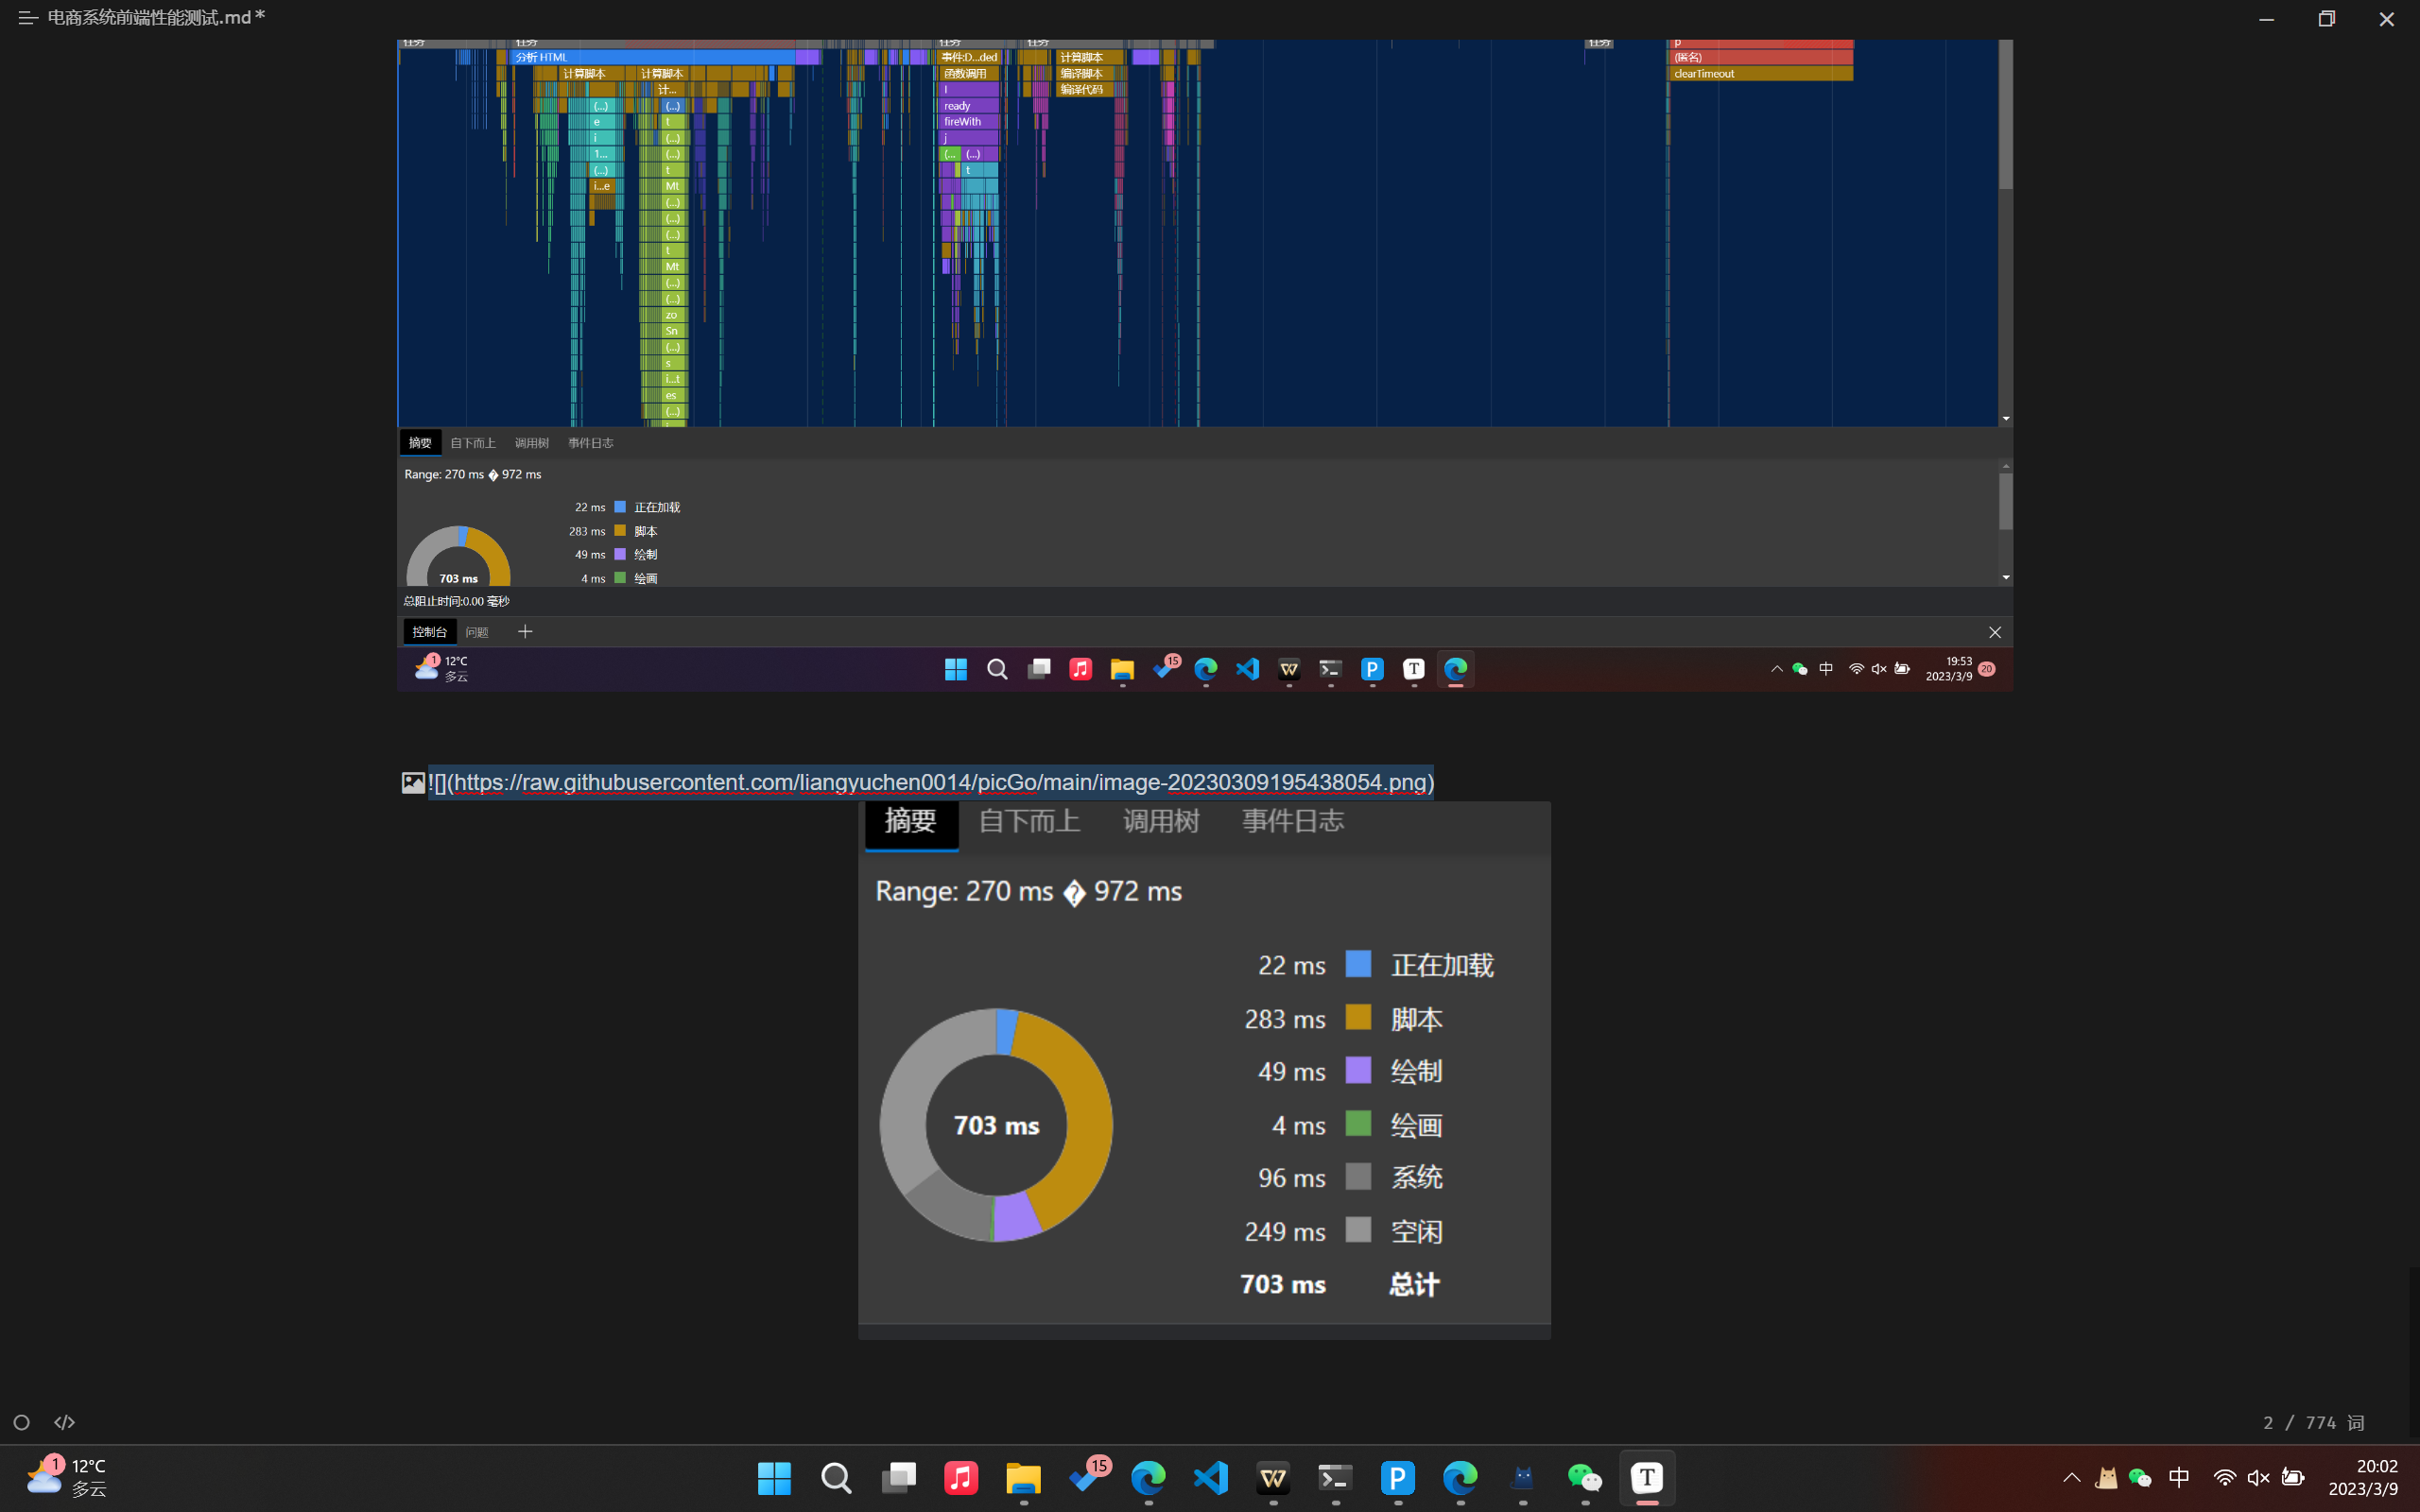 电商系统前端性能测试.md*
任务 任务 任务 任务 任务 p
分析 HTML 事件:D...ded 计算脚本 (匿名)
计算脚本 计算脚本 函数调用 编译脚本 clearTimeout
计... l 编译代码
(...) (...) ready
e t fireWith
i (...) j
1... (...) (... (...)
(...) t t
i...e Mt
(...)
(...)
(...)
t
Mt
(...)
(...)
zo
Sn
(...)
s
i...t
es
(...)
摘要 自下而上 调用树 事件日志
Range: 270 ms � 972 ms
22 ms 正在加载
283 ms 脚本
49 ms 绘制
703 ms 4 ms 绘画
总阻止时间:0.00 毫秒
控制台 问题
1 12°C
多云
15
中
19:53
2023/3/9
20
![](https://raw.githubusercontent.com/liangyuchen0014/picGo/main/image-20230309195438054.png)
摘要 自下而上 调用树 事件日志
Range: 270 ms � 972 ms
22 ms 正在加载
283 ms 脚本
49 ms 绘制
703 ms 4 ms 绘画
96 ms 系统
249 ms 空闲
703 ms 总计
2 / 774 词
1 12°C
多云
15
P
T
中
20:02
2023/3/9